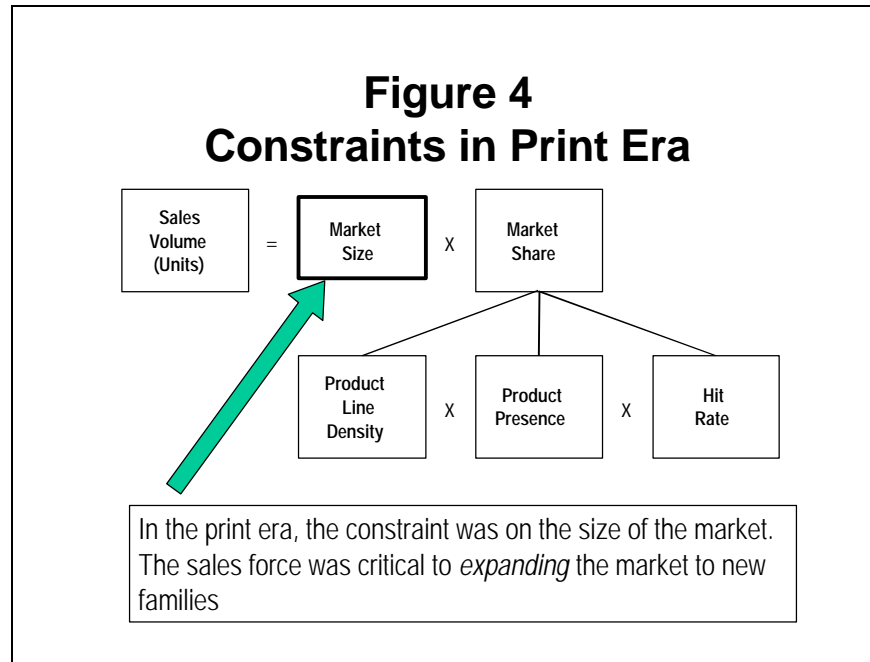 Figure 4
Constraints in Print Era
Sales
Volume
(Units)
=
Market
Size
X
Market
Share
Product
Line
Density
X
Product
Presence
X
Hit
Rate
In the print era, the constraint was on the size of the market.
The sales force was critical to expanding the market to new
families